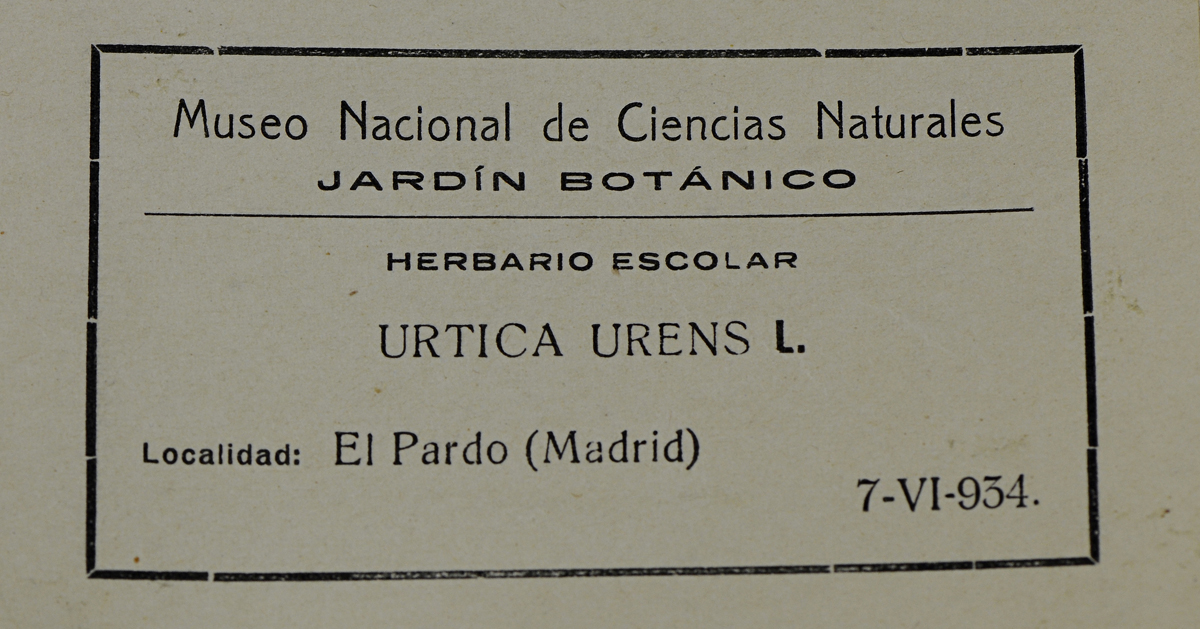 Museo Nacional de Ciencias Naturales
JARDÍN BOTÁNICO
HERBARIO ESCOLAR
URTICA URENS L.
Localidad: El Pardo (Madrid)
7-VI-934.